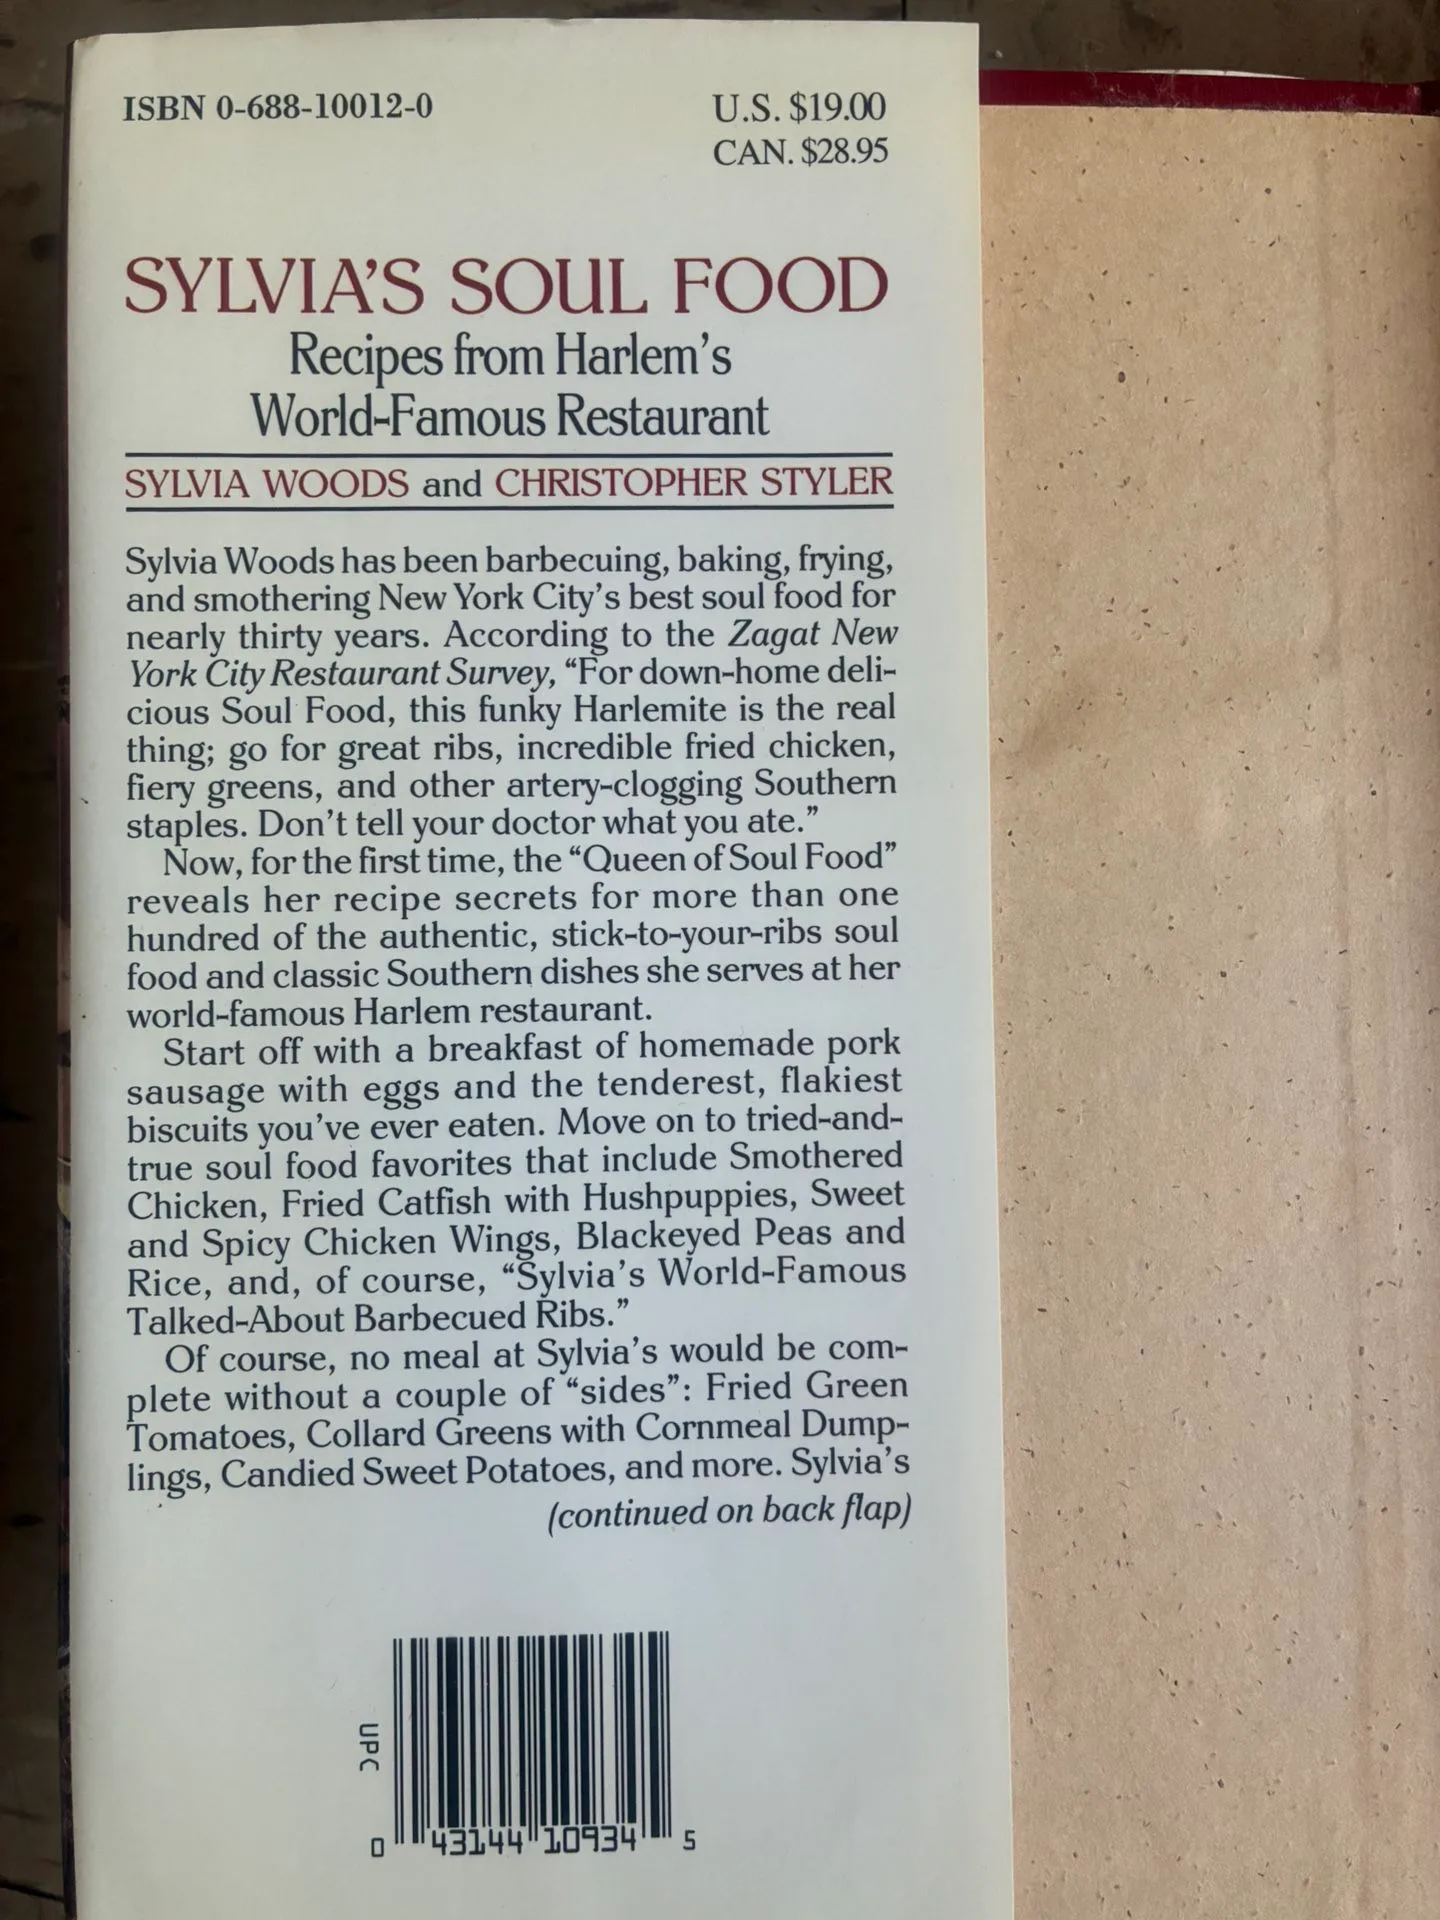 ISBN 0-688-10012-0
U.S. $19.00
CAN. $28.95
SYLVIA'S SOUL FOOD
Recipes from Harlem's
World-Famous Restaurant
SYLVIA WOODS and CHRISTOPHER STYLER
Sylvia Woods has been barbecuing, baking, frying,
and smothering New York City's best soul food for
nearly thirty years. According to the Zagat New
York City Restaurant Survey, “For down-home deli-
cious Soul Food, this funky Harlemite is the real
thing; go for great ribs, incredible fried chicken,
fiery greens, and other artery-clogging Southern
staples. Don't tell your doctor what you ate.”
Now, for the first time, the “Queen of Soul Food”
reveals her recipe secrets for more than one
hundred of the authentic, stick-to-your-ribs soul
food and classic Southern dishes she serves at her
world-famous Harlem restaurant.
Start off with a breakfast of homemade pork
sausage with eggs and the tenderest, flakiest
biscuits you've ever eaten. Move on to tried-and-
true soul food favorites that include Smothered
Chicken, Fried Catfish with Hushpuppies, Sweet
and Spicy Chicken Wings, Blackeyed Peas and
Rice, and, of course, “Sylvia's World-Famous
Talked-About Barbecued Ribs.”
Of course, no meal at Sylvia's would be com-
plete without a couple of “sides”: Fried Green
Tomatoes, Collard Greens with Cornmeal Dump-
lings, Candied Sweet Potatoes, and more. Sylvia's
(continued on back flap)
UPC
0 43144 10934 5